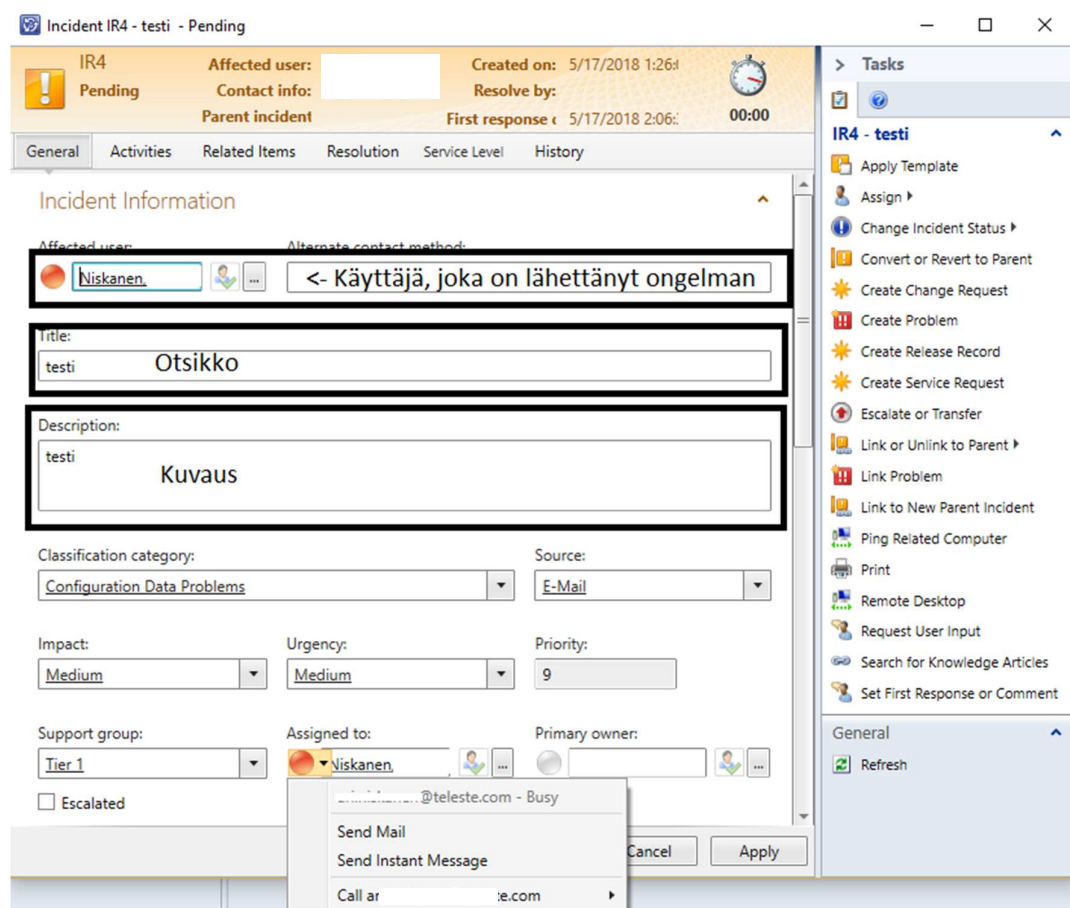 Incident IR4 - testi - Pending
IR4
Pending
Affected user:
Contact info:
Parent incident
Created on: 5/17/2018 1:26:
Resolve by:
First response 5/17/2018 2:06:
00:00
General Activities Related Items Resolution Service Level History
Incident Information
Affected user: Alternate contact method:
Niskanen, ... <- Käyttäjä, joka on lähettänyt ongelman
Title:
testi Otsikko
Description:
testi
Kuvaus
Classification category: Source:
Configuration Data Problems E-Mail
Impact: Urgency: Priority:
Medium Medium 9
Support group: Assigned to: Primary owner:
Tier 1 Niskanen, ... ...
Escalated
@teleste.com - Busy
Send Mail
Send Instant Message
Call
e.com
Cancel Apply
> Tasks
IR4 - testi
Apply Template
Assign
Change Incident Status
Convert or Revert to Parent
Create Change Request
Create Problem
Create Release Record
Create Service Request
Escalate or Transfer
Link or Unlink to Parent
Link Problem
Link to New Parent Incident
Ping Related Computer
Print
Remote Desktop
Request User Input
Search for Knowledge Articles
Set First Response or Comment
General
Refresh